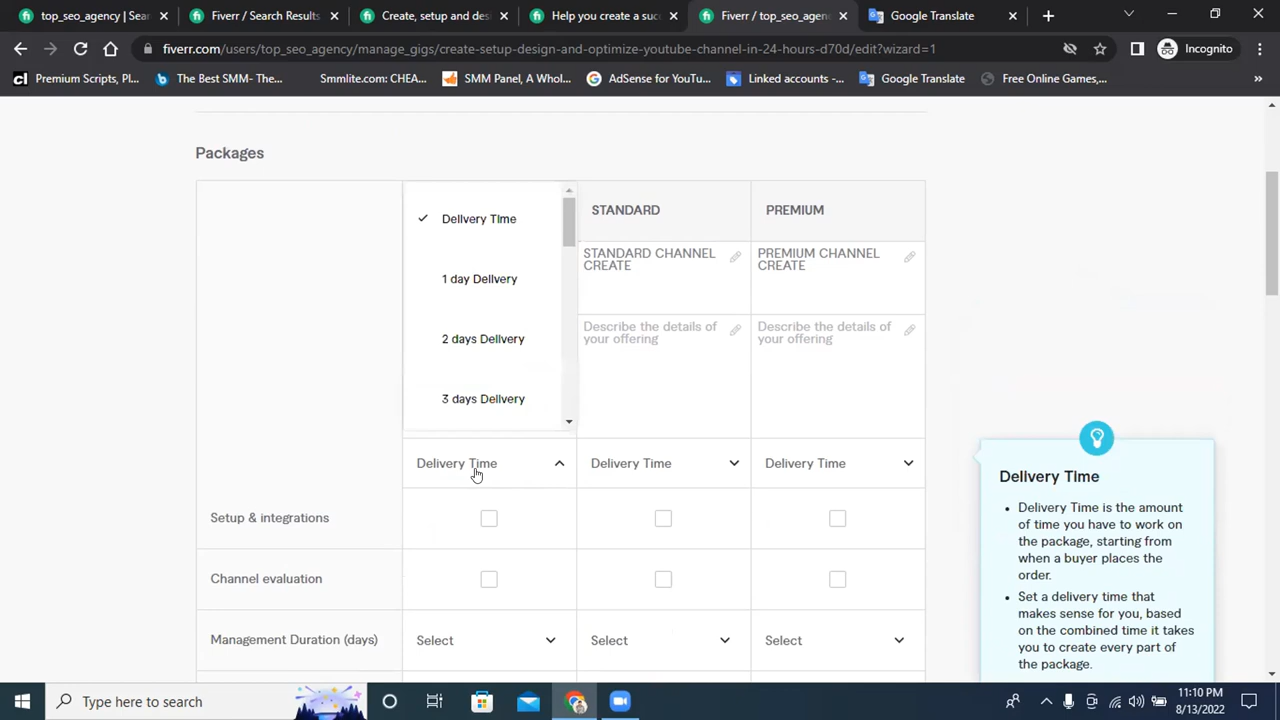 top_seo_agency | Sear
Fiverr / Search Results
Create, setup and des
Help you create a suc
Fiverr / top_seo_agenc
Google Translate
fiverr.com/users/top_seo_agency/manage_gigs/create-setup-design-and-optimize-youtube-channel-in-24-hours-d70d/edit?wizard=1
Incognito
Premium Scripts, Pl...
The Best SMM- The...
Smmlite.com: CHEA...
SMM Panel, A Whol...
AdSense for YouTu...
Linked accounts -...
Google Translate
Free Online Games,...
Packages
STANDARD
PREMIUM
STANDARD CHANNEL
CREATE
PREMIUM CHANNEL
CREATE
Describe the details of
your offering
Describe the details of
your offering
Delivery Time
1 day Delivery
2 days Delivery
3 days Delivery
Delivery Time
Delivery Time
Delivery Time
Setup & integrations
Channel evaluation
Management Duration (days)
Select
Select
Select
Delivery Time
• Delivery Time is the amount
of time you have to work on
the package, starting from
when a buyer places the
order.
• Set a delivery time that
makes sense for you, based
on the combined time it takes
you to create every part of
the package.
Type here to search
11:10 PM
8/13/2022